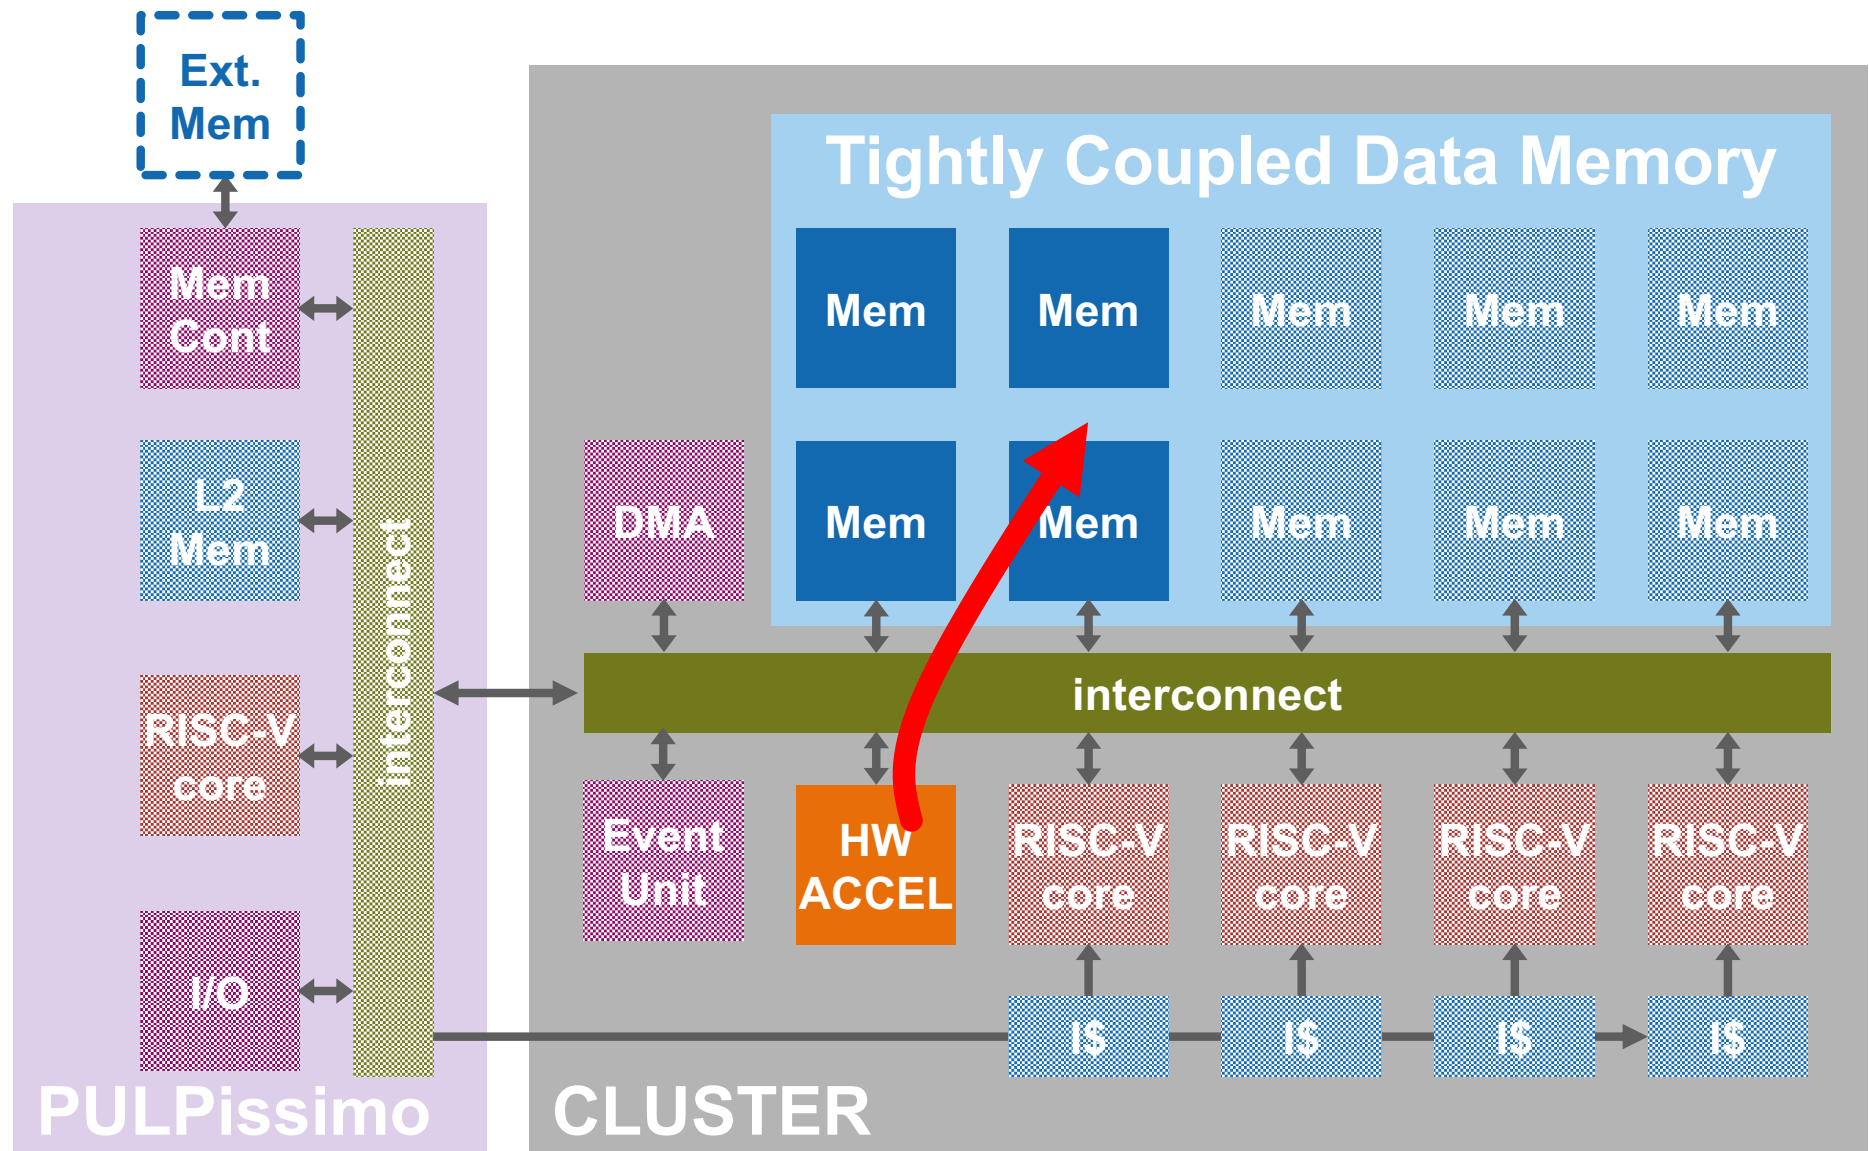 Ext.
Mem
Mem
Cont
L2
Mem
RISC-V
core
I/O
interconnect
PULPissimo
Tightly Coupled Data Memory
Mem
Mem
Mem
Mem
Mem
DMA
Mem
Mem
Mem
Mem
Mem
interconnect
Event
Unit
HW
ACCEL
RISC-V
core
RISC-V
core
RISC-V
core
RISC-V
core
I$
I$
I$
I$
CLUSTER